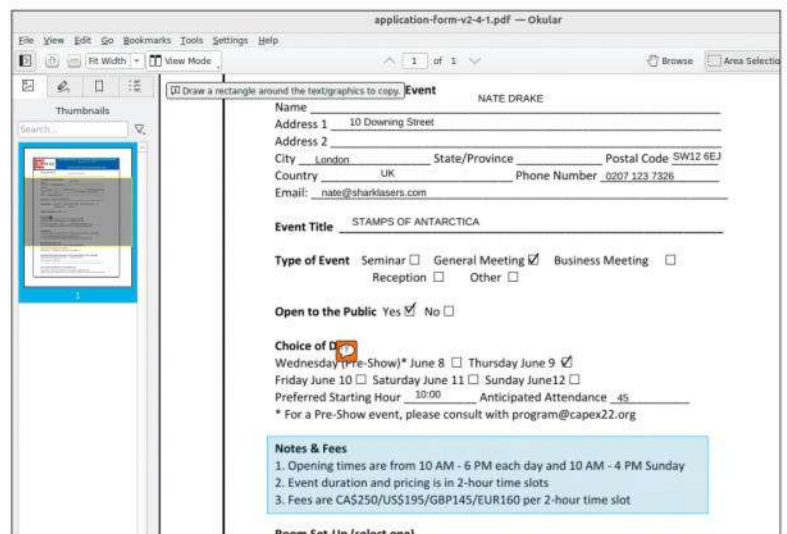 application-form-v2-4-1.pdf — Okular
File View Edit Go Bookmarks Tools Settings Help
Fit Width View Mode 1 of 1 Browse Area Selectio
Thumbnails
Search...
1
Draw a rectangle around the text/graphics to copy. Event
Name NATE DRAKE
Address 1 10 Downing Street
Address 2
City London State/Province Postal Code SW12 6EJ
Country UK Phone Number 0207 123 7326
Email: nate@sharklasers.com
Event Title STAMPS OF ANTARCTICA
Type of Event Seminar ☐ General Meeting ☑ Business Meeting ☐
Reception ☐ Other ☐
Open to the Public Yes ☑ No ☐
Choice of D
Wednesday (Pre-Show)* June 8 ☐ Thursday June 9 ☑
Friday June 10 ☐ Saturday June 11 ☐ Sunday June12 ☐
Preferred Starting Hour 10:00 Anticipated Attendance 45
* For a Pre-Show event, please consult with program@capex22.org
Notes & Fees
1. Opening times are from 10 AM - 6 PM each day and 10 AM - 4 PM Sunday
2. Event duration and pricing is in 2-hour time slots
3. Fees are CA$250/US$195/GBP145/EUR160 per 2-hour time slot
Room Set-Up (select one)